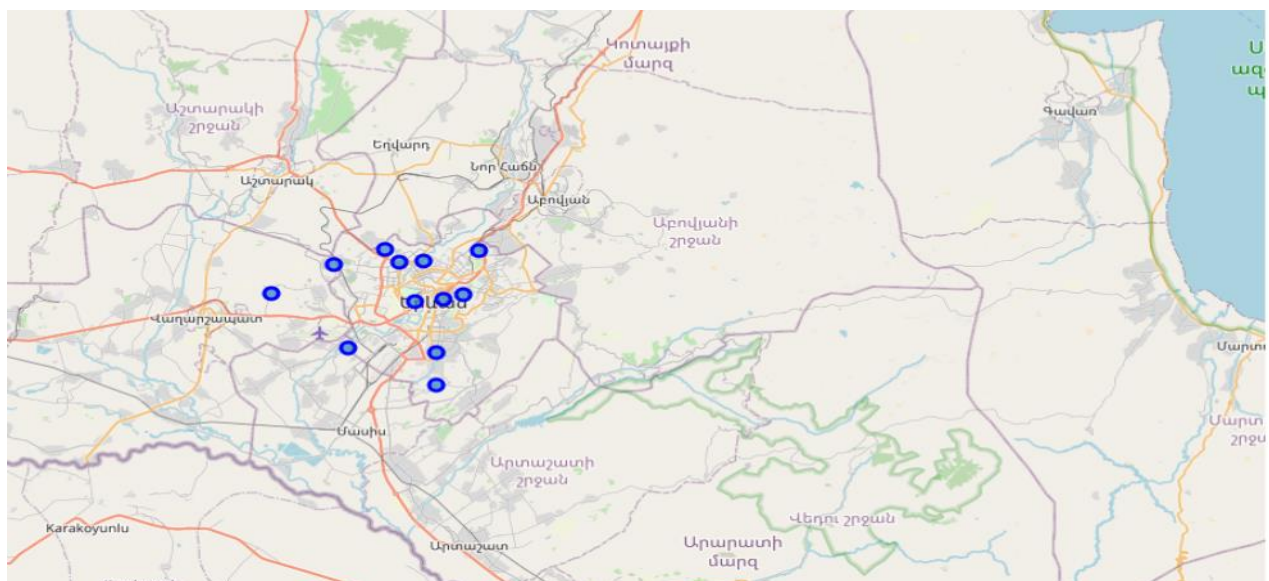 Կոտայքի
մարզ
Աշտարակի
շրջան
Գավառ
Եղվարդ
Նոր Հաճն
Աշտարակ
Աբովյան
Աբովյանի
շրջան
Վաղարշապատ
Մասիս
Արտաշատի
շրջան
Վեդու շրջան
Karakoyunlu
Արտաշատ
Արարատի
մարզ